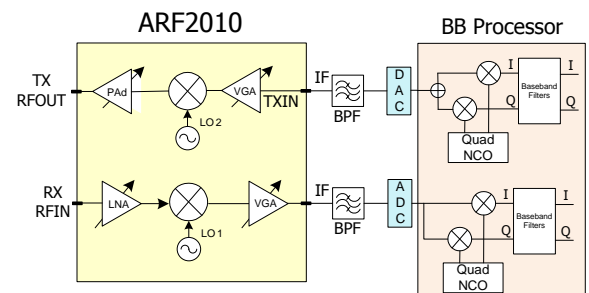 ARF2010
BB Processor
TX
RFOUT
PAd
LO2
VGA
TXIN
IF
BPF
D
A
C
I
Q
Quad
NCO
Baseband
Filters
I
Q
RX
RFIN
LNA
LO1
VGA
IF
BPF
A
D
C
I
Q
Quad
NCO
Baseband
Filters
I
Q